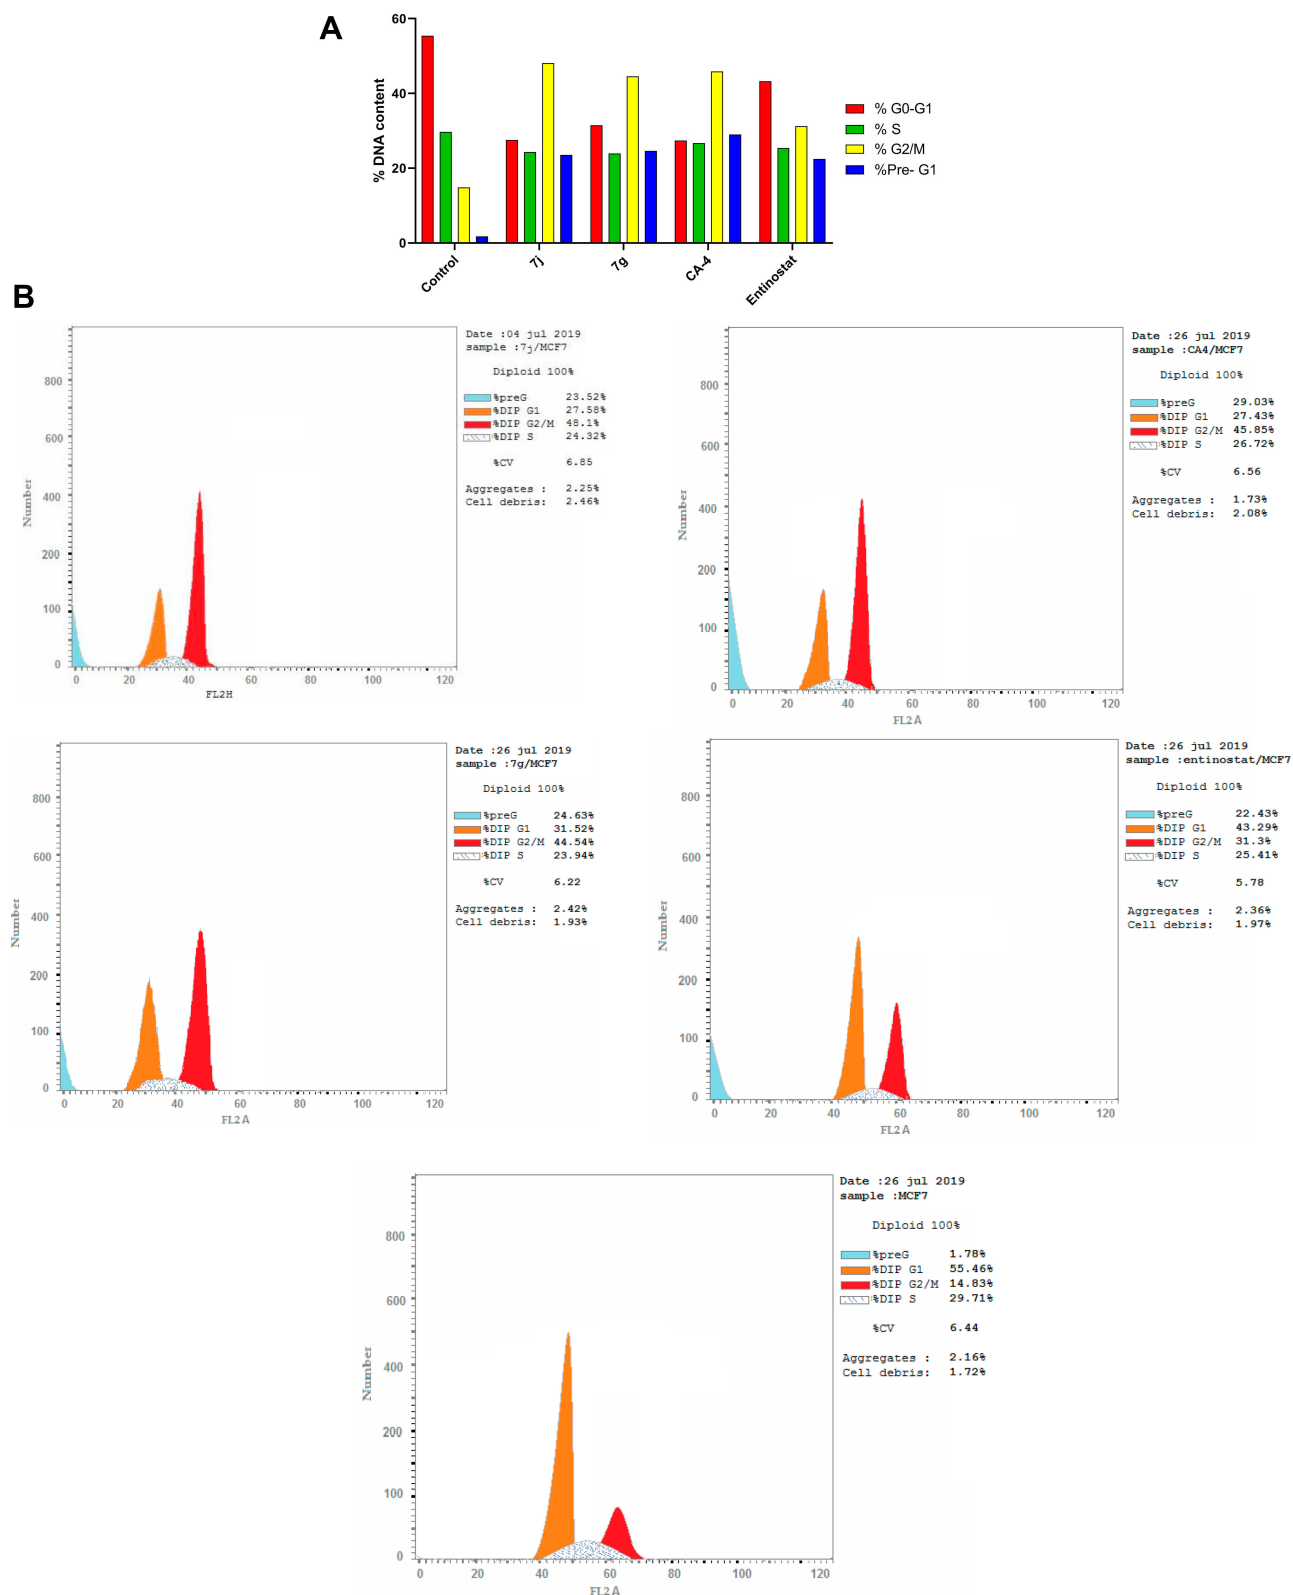 A
% DNA content
60
40
20
0
Control
7j
7g
CA-4
Entinostat
% G0-G1
% S
% G2/M
%Pre- G1
B
Number
800
600
400
200
100
0
0 20 40 60 80 100 120
FL2H
Date :04 jul 2019
sample :7j/MCF7
Diploid 100%
%preG 23.52%
%DIP G1 27.58%
%DIP G2/M 48.1%
%DIP S 24.32%
%CV 6.85
Aggregates : 2.25%
Cell debris: 2.46%
Number
800
600
400
200
100
0
0 20 40 60 80 100 120
FL2A
Date :26 jul 2019
sample :CA4/MCF7
Diploid 100%
%preG 29.03%
%DIP G1 27.43%
%DIP G2/M 45.85%
%DIP S 26.72%
%CV 6.56
Aggregates : 1.73%
Cell debris: 2.08%
Number
800
600
400
200
100
0
0 20 40 60 80 100 120
FL2A
Date :26 jul 2019
sample :7g/MCF7
Diploid 100%
%preG 24.63%
%DIP G1 31.52%
%DIP G2/M 44.54%
%DIP S 23.94%
%CV 6.22
Aggregates : 2.42%
Cell debris: 1.93%
Number
800
600
400
200
100
0
0 20 40 60 80 100 120
FL2A
Date :26 jul 2019
sample :entinostat/MCF7
Diploid 100%
%preG 22.43%
%DIP G1 43.29%
%DIP G2/M 31.3%
%DIP S 25.41%
%CV 5.78
Aggregates : 2.36%
Cell debris: 1.97%
Number
800
600
400
200
100
0
0 20 40 60 80 100 120
FL2A
Date :26 jul 2019
sample :MCF7
Diploid 100%
%preG 1.78%
%DIP G1 55.46%
%DIP G2/M 14.83%
%DIP S 29.71%
%CV 6.44
Aggregates : 2.16%
Cell debris: 1.72%